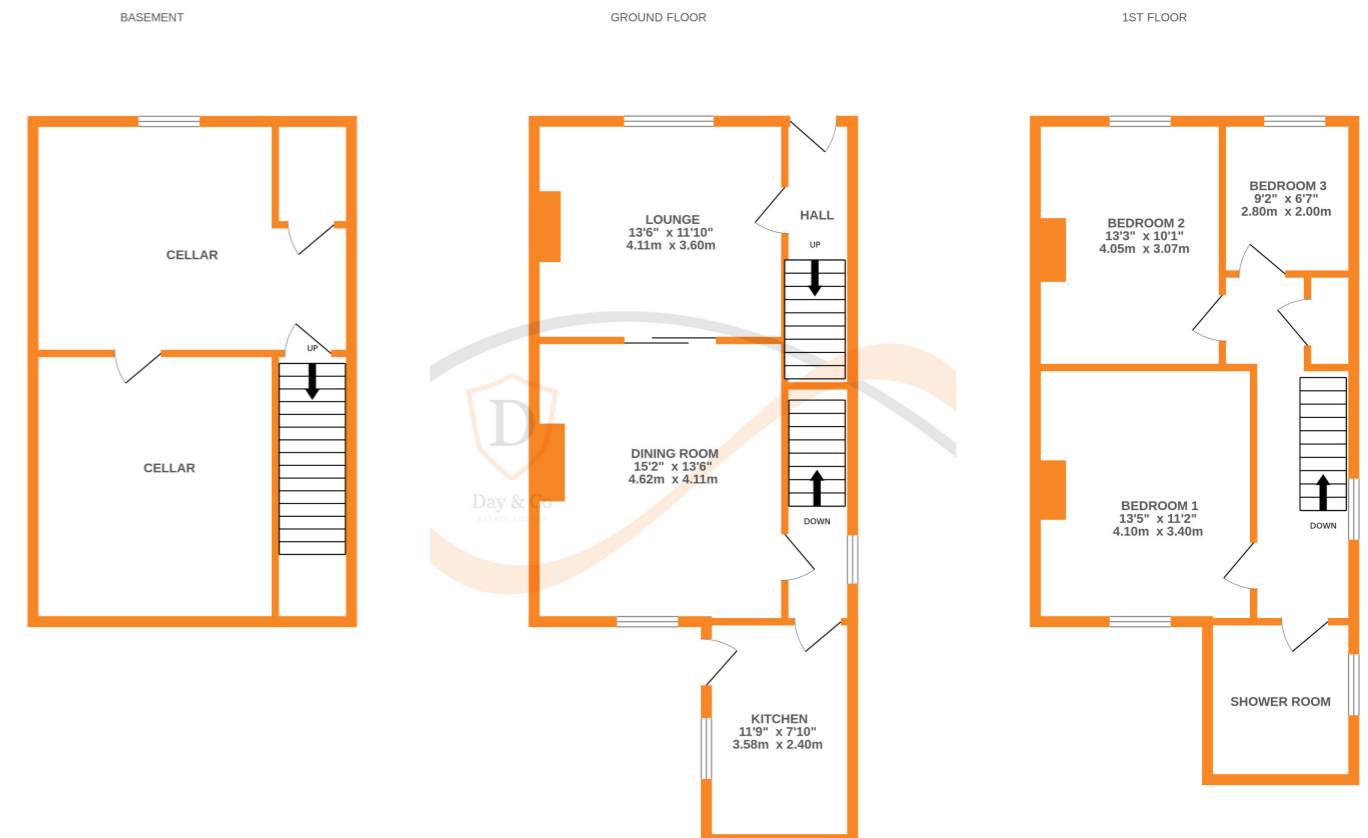 BASEMENT
CELLAR
UP
CELLAR
GROUND FLOOR
LOUNGE
13'6" x 11'10"
4.11m x 3.60m
HALL
UP
DINING ROOM
15'2" x 13'6"
4.62m x 4.11m
DOWN
KITCHEN
11'9" x 7'10"
3.58m x 2.40m
D
Day & Co
ESTATE AGENTS
1ST FLOOR
BEDROOM 3
9'2" x 6'7"
2.80m x 2.00m
BEDROOM 2
13'3" x 10'1"
4.05m x 3.07m
BEDROOM 1
13'5" x 11'2"
4.10m x 3.40m
DOWN
SHOWER ROOM